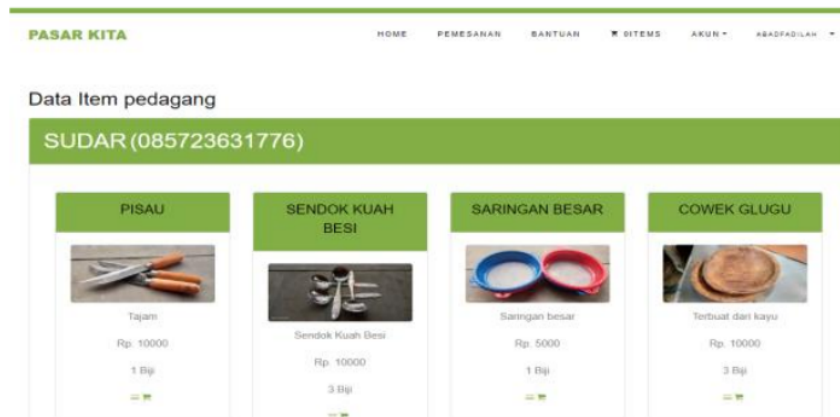 PASAR KITA
HOME
PEMESANAN
BANTUAN
0ITEMS
AKUN
ABADFADILAH
Data Item pedagang
SUDAR (085723631776)
PISAU
Tajam
Rp. 10000
1 Biji
SENDOK KUAH
BESI
Sendok Kuah Besi
Rp. 10000
3 Biji
SARINGAN BESAR
Saringan besar
Rp. 5000
1 Biji
COWEK GLUGU
Terbuat dari kayu
Rp. 10000
3 Biji